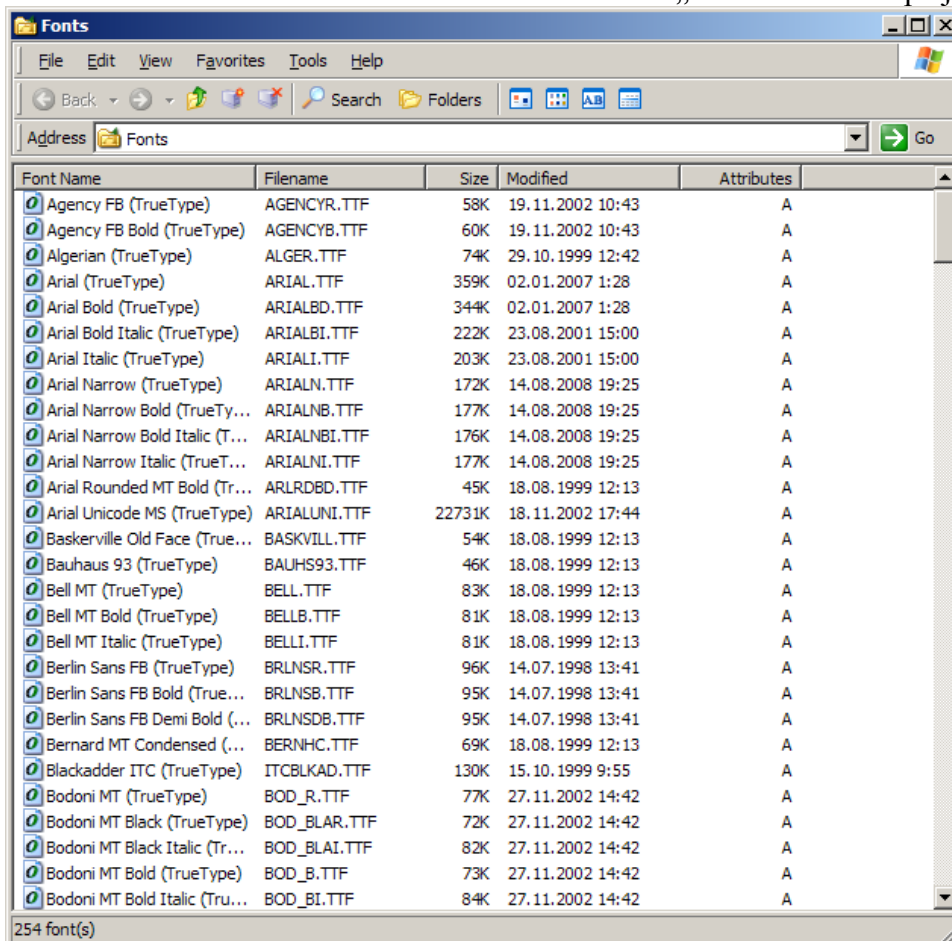 Fonts
File Edit View Favorites Tools Help
Back Search Folders
Address Fonts Go
Font Name Filename Size Modified Attributes
Agency FB (TrueType) AGENCYR.TTF 58K 19.11.2002 10:43 A
Agency FB Bold (TrueType) AGENCYB.TTF 60K 19.11.2002 10:43 A
Algerian (TrueType) ALGER.TTF 74K 29.10.1999 12:42 A
Arial (TrueType) ARIAL.TTF 359K 02.01.2007 1:28 A
Arial Bold (TrueType) ARIALBD.TTF 344K 02.01.2007 1:28 A
Arial Bold Italic (TrueType) ARIALBI.TTF 222K 23.08.2001 15:00 A
Arial Italic (TrueType) ARIALI.TTF 203K 23.08.2001 15:00 A
Arial Narrow (TrueType) ARIALN.TTF 172K 14.08.2008 19:25 A
Arial Narrow Bold (TrueTy... ARIALNB.TTF 177K 14.08.2008 19:25 A
Arial Narrow Bold Italic (T... ARIALNBI.TTF 176K 14.08.2008 19:25 A
Arial Narrow Italic (TrueT... ARIALNI.TTF 177K 14.08.2008 19:25 A
Arial Rounded MT Bold (Tr... ARLRDBD.TTF 45K 18.08.1999 12:13 A
Arial Unicode MS (TrueType) ARIALUNI.TTF 22731K 18.11.2002 17:44 A
Baskerville Old Face (True... BASKVILL.TTF 54K 18.08.1999 12:13 A
Bauhaus 93 (TrueType) BAUHS93.TTF 46K 18.08.1999 12:13 A
Bell MT (TrueType) BELL.TTF 83K 18.08.1999 12:13 A
Bell MT Bold (TrueType) BELLB.TTF 81K 18.08.1999 12:13 A
Bell MT Italic (TrueType) BELLI.TTF 81K 18.08.1999 12:13 A
Berlin Sans FB (TrueType) BRLNSR.TTF 96K 14.07.1998 13:41 A
Berlin Sans FB Bold (True... BRLNSB.TTF 95K 14.07.1998 13:41 A
Berlin Sans FB Demi Bold (... BRLNSDB.TTF 95K 14.07.1998 13:41 A
Bernard MT Condensed (... BERNHC.TTF 69K 18.08.1999 12:13 A
Blackadder ITC (TrueType) ITCBLKAD.TTF 130K 15.10.1999 9:55 A
Bodoni MT (TrueType) BOD_R.TTF 77K 27.11.2002 14:42 A
Bodoni MT Black (TrueType) BOD_BLAR.TTF 72K 27.11.2002 14:42 A
Bodoni MT Black Italic (Tr... BOD_BLAI.TTF 82K 27.11.2002 14:42 A
Bodoni MT Bold (TrueType) BOD_B.TTF 73K 27.11.2002 14:42 A
Bodoni MT Bold Italic (Tru... BOD_BI.TTF 84K 27.11.2002 14:42 A
254 font(s)